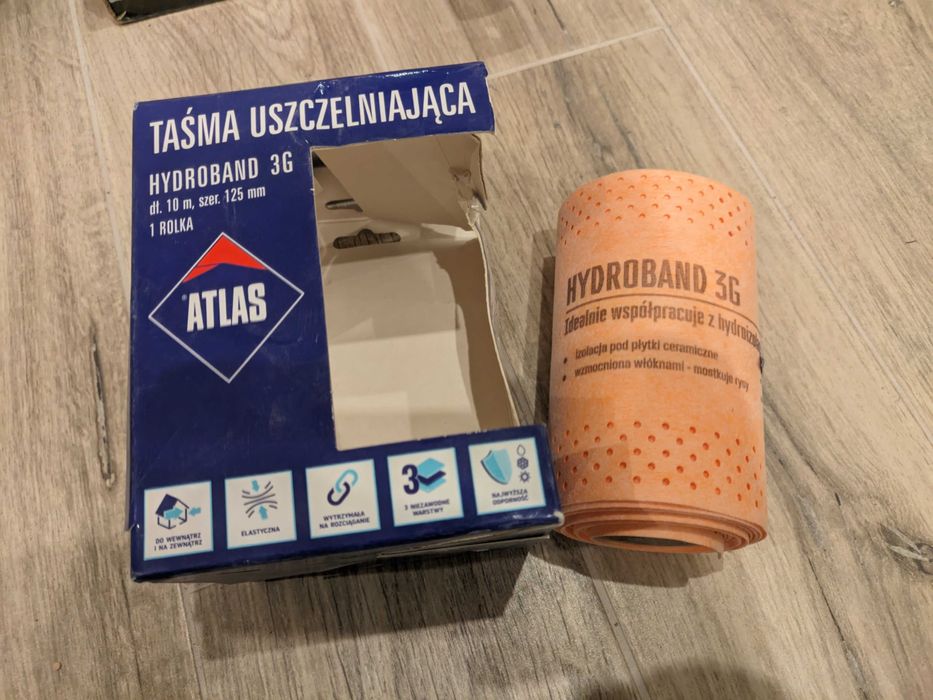 TAŚMA USZCZELNIAJĄCA
HYDROBAND 3G
dł. 10 m, szer. 125 mm
1 ROLKA
ATLAS
DO WEWNĄTRZ
I NA ZEWNĄTRZ
ELASTYCZNA
WYTRZYMAŁA
NA ROZCIĄGANIE
3
3 NIEZAWODNE
WARSTWY
NAJWYŻSZA
ODPORNOŚĆ
HYDROBAND 3G
Idealnie współpracuje z
• izolacja pod płytki ceramiczne
• wzmocniona włóknami - mostkuje rysy